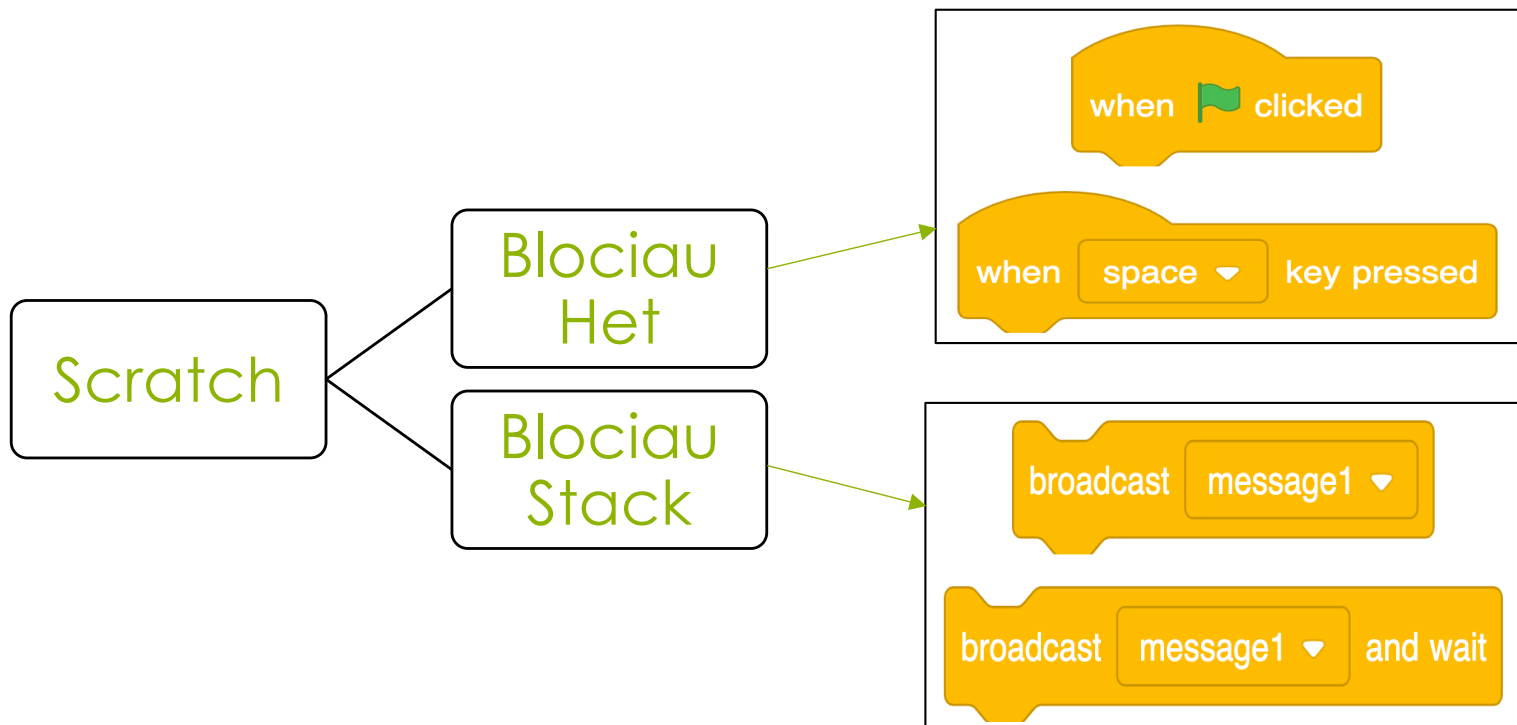 Scratch
Blociau
Het
Blociau
Stack
when clicked
when space key pressed
broadcast message1
broadcast message1 and wait